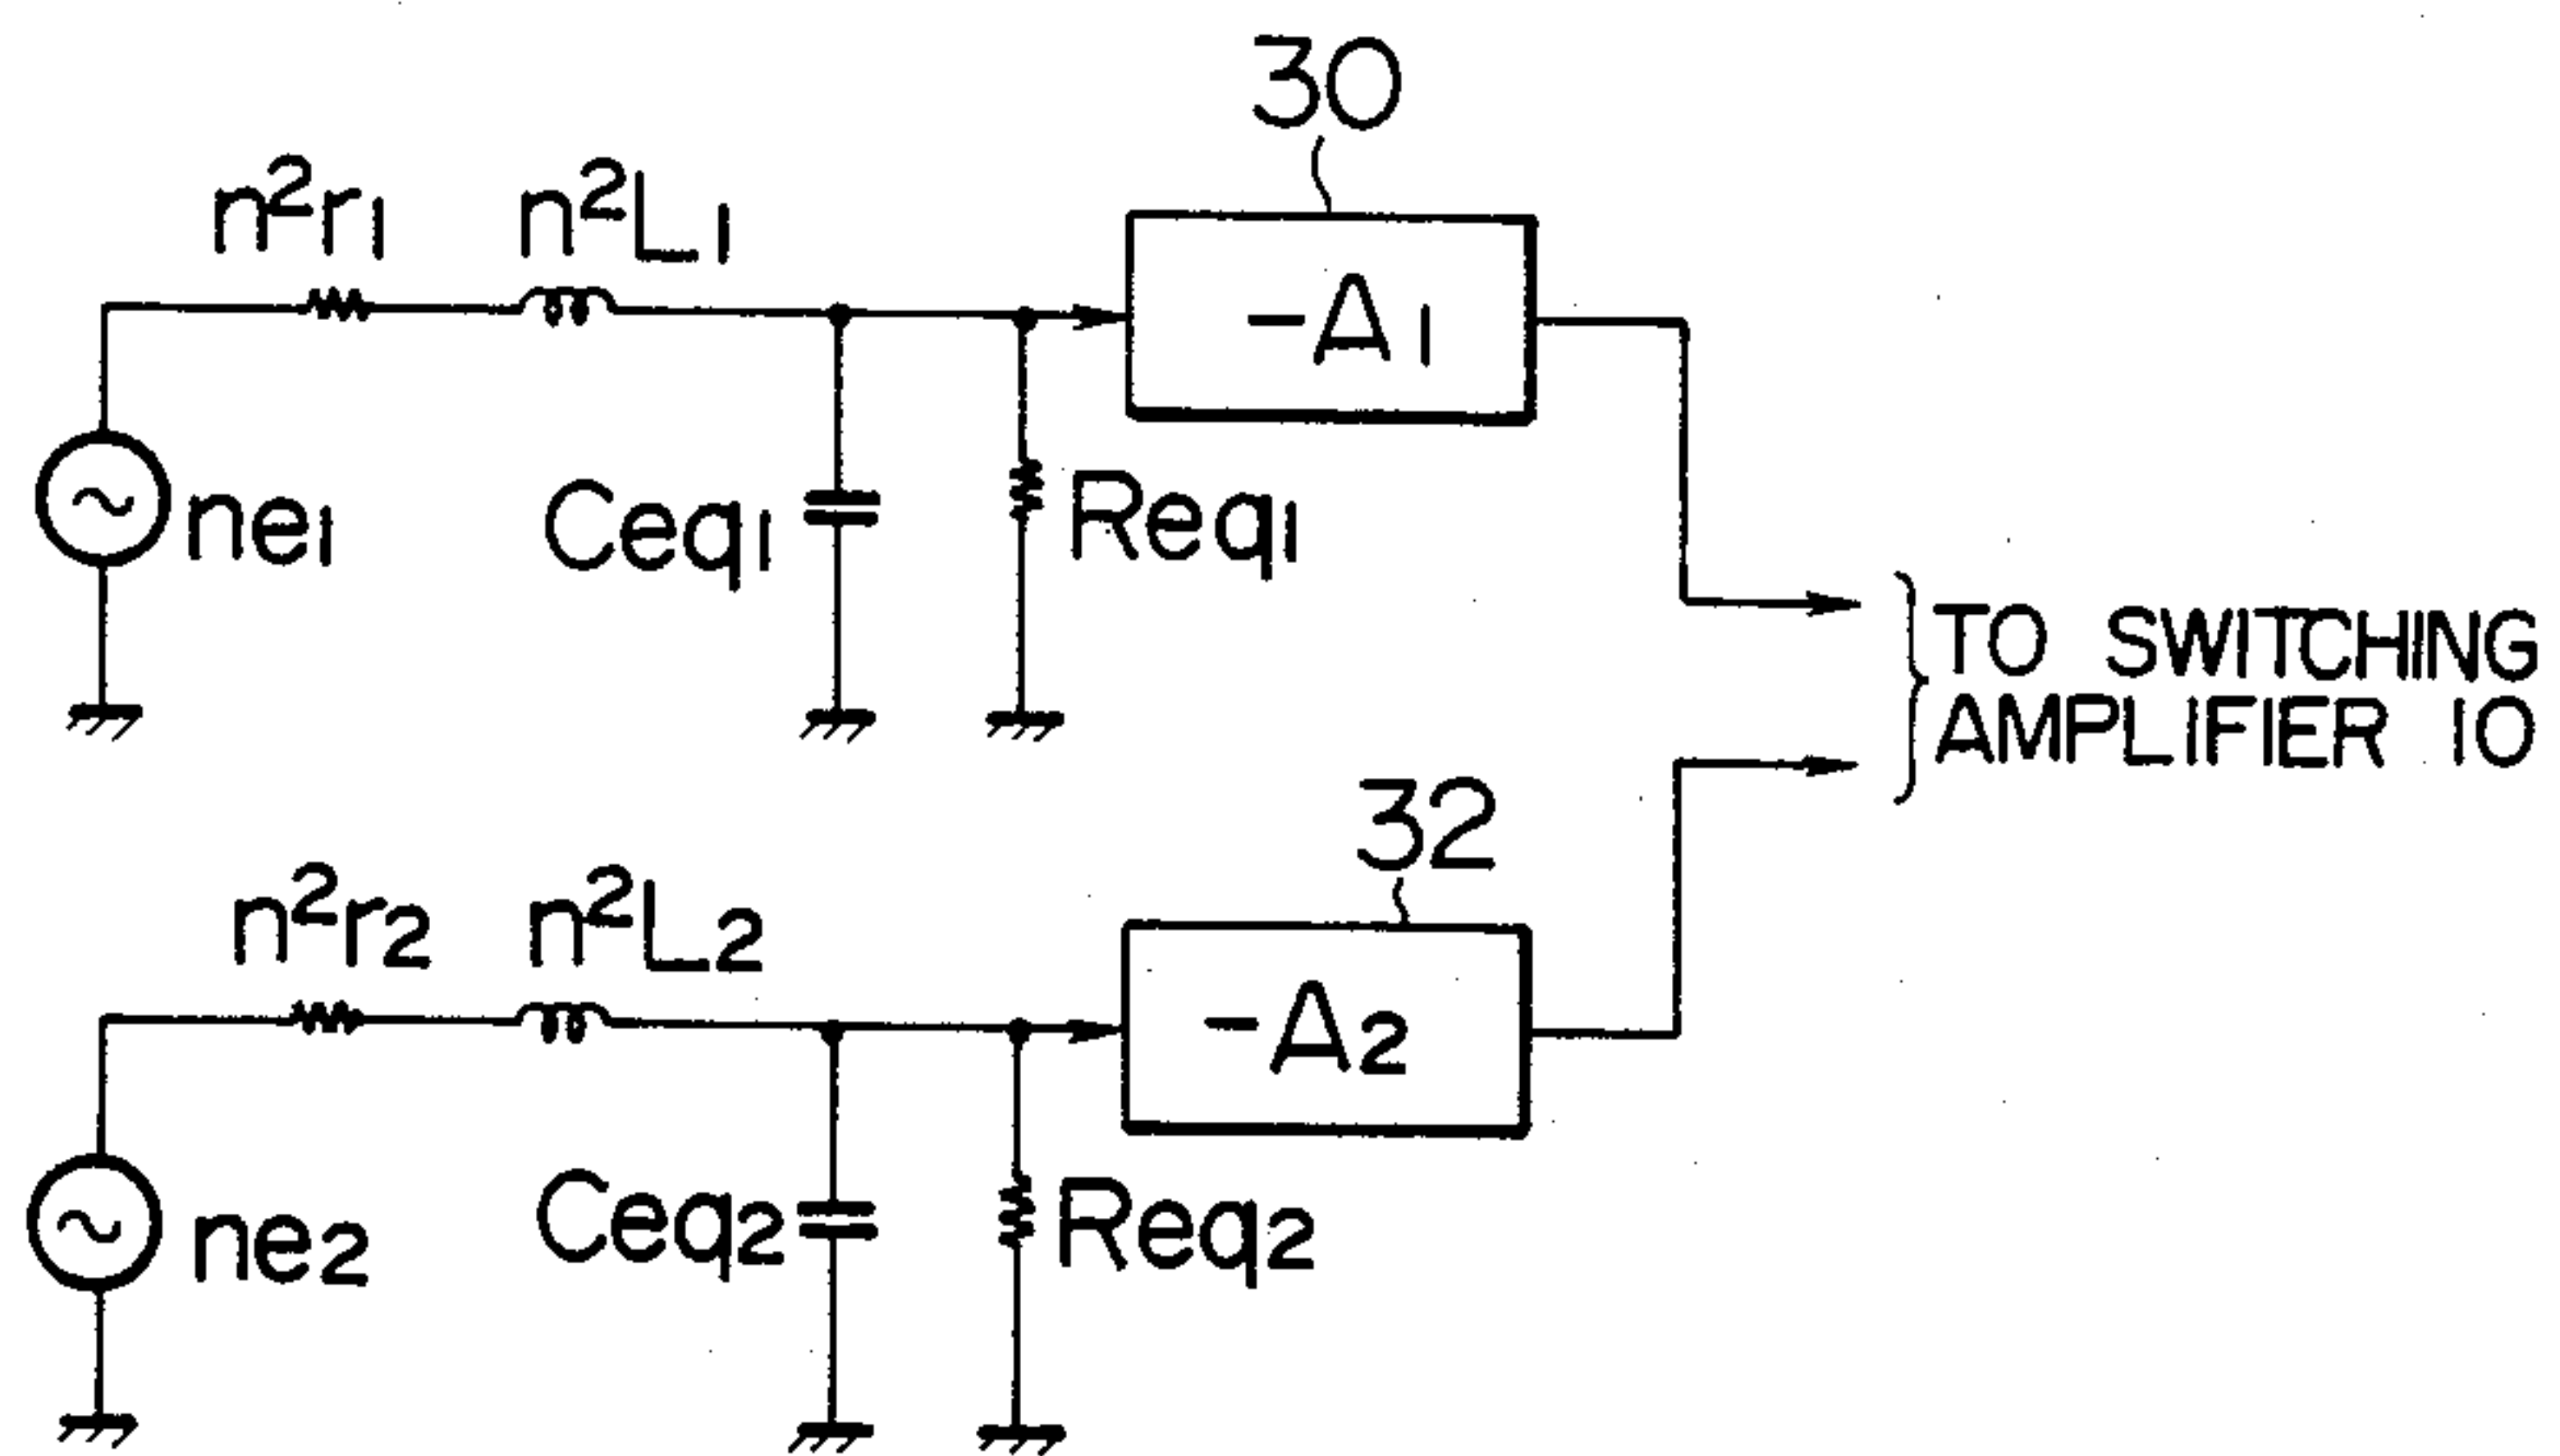 30
n²r₁ n²L₁
-A₁
ne₁ Ceq₁ Req₁
TO SWITCHING
AMPLIFIER 10
32
n²r₂ n²L₂
-A₂
ne₂ Ceq₂ Req₂